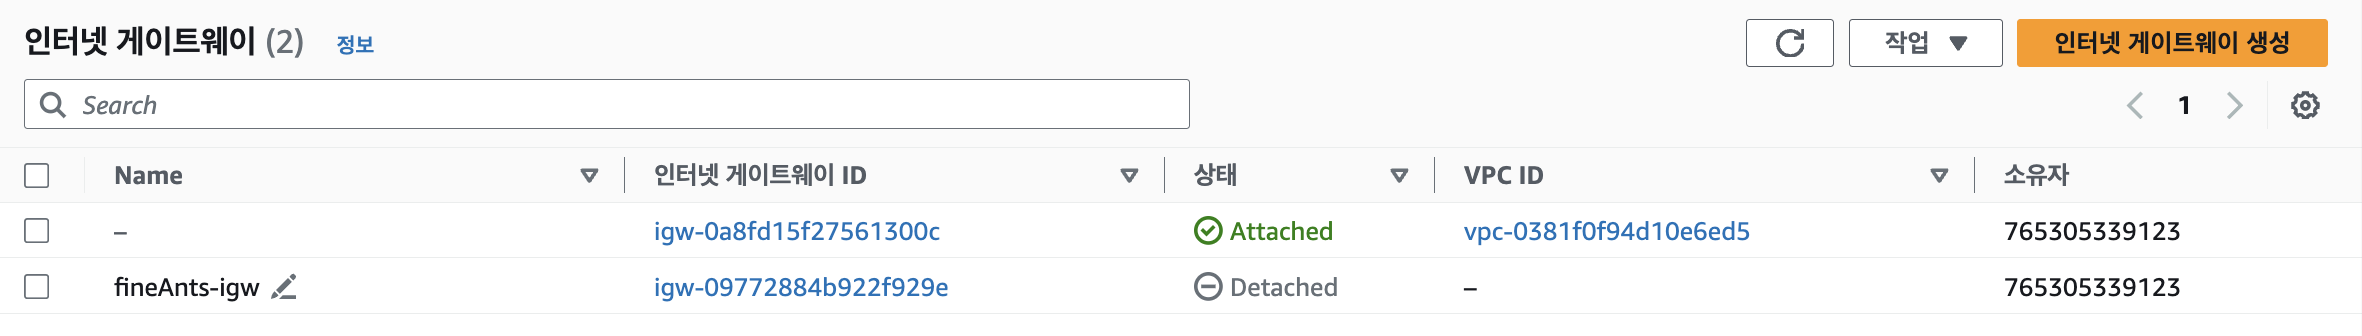 인터넷 게이트웨이 (2) 정보 작업 인터넷 게이트웨이 생성
Search 1
Name 인터넷 게이트웨이 ID 상태 VPC ID 소유자
– igw-0a8fd15f27561300c Attached vpc-0381f0f94d10e6ed5 765305339123
fineAnts-igw igw-09772884b922f929e Detached – 765305339123